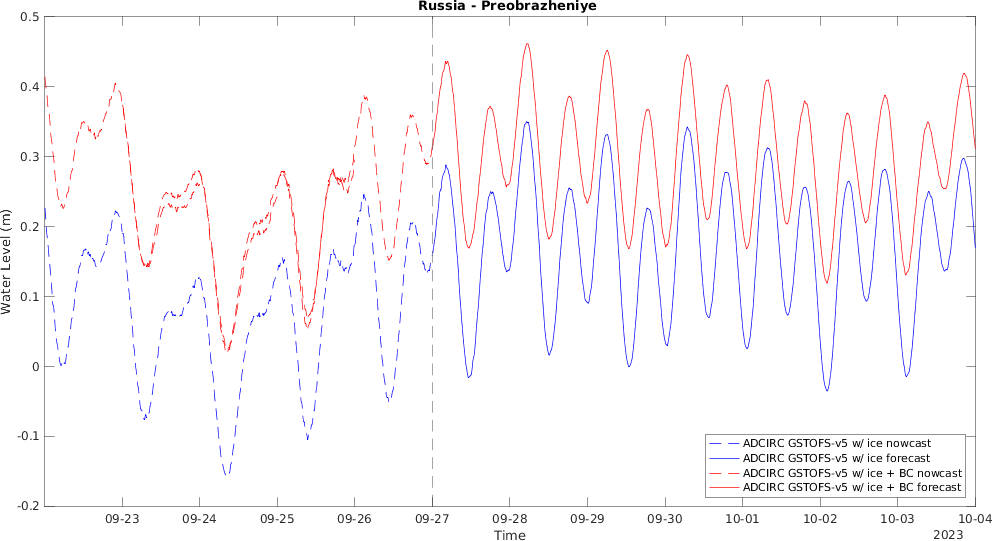 Russia - Preobrazheniye
0.5
0.4
0.3
0.2
0.1
0
-0.1
-0.2
Water Level (m)
ADCIRC GSTOFS-v5 w/ ice nowcast
ADCIRC GSTOFS-v5 w/ ice forecast
ADCIRC GSTOFS-v5 w/ ice + BC nowcast
ADCIRC GSTOFS-v5 w/ ice + BC forecast
09-23 09-24 09-25 09-26 09-27 09-28 09-29 09-30 10-01 10-02 10-03 10-04
Time
2023